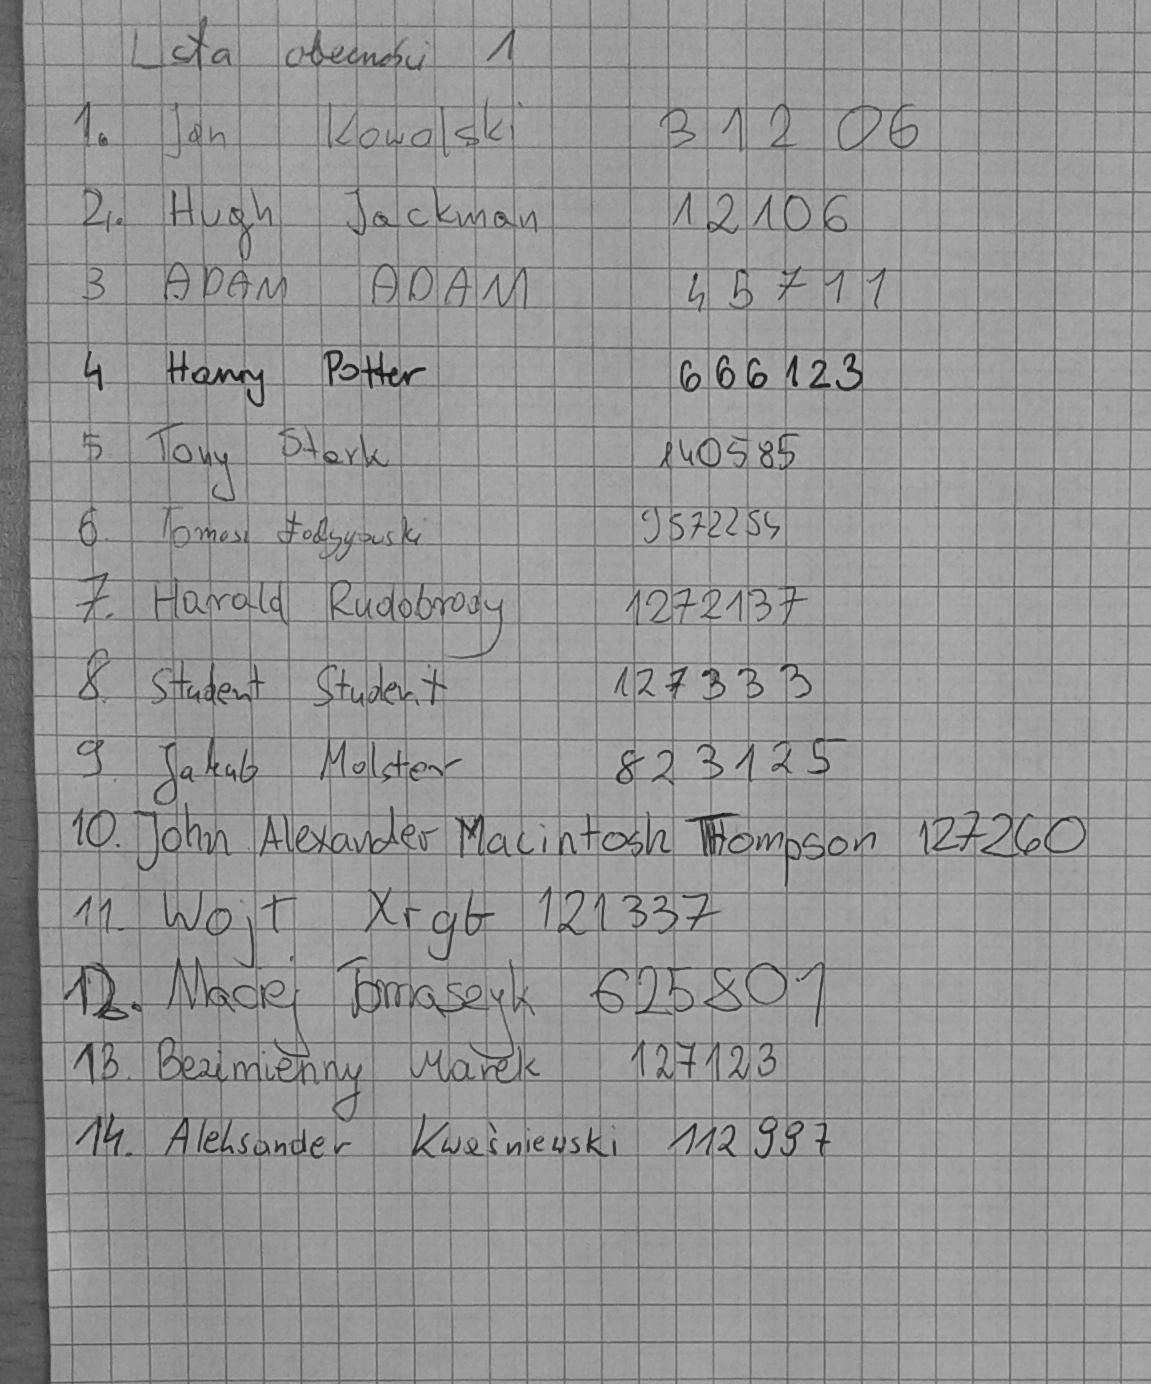 Lista obecności 1
1. Jan Kowalski 31206
2. Hugh Jackman 12106
3 ADAM ADAM 45711
4 Harry Potter 666123
5 Tony Stark 140585
6. Tomasz 9572254
7. Harald Rudobrody 1272137
8. Student Student 127333
9. Jakub Molster 823125
10. John Alexander Macintosh Thompson 127260
11. Wojt Xrgb 121337
12. Maciej Tomaszyk 625801
13. Bezimienny Marek 127123
14. Aleksander Kwaśniewski 112997